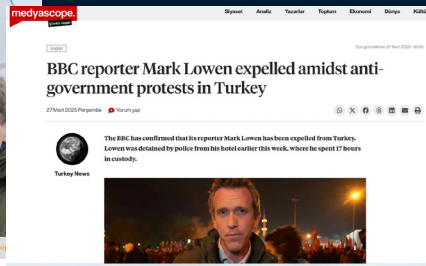 medyascope.
Siyaset Analiz Yazarlar Toplum Ekonomi Dünya Kültü
English
BBC reporter Mark Lowen expelled amidst anti-
government protests in Turkey
27 Mart 2025 Perşembe Yorum yap
The BBC has confirmed that its reporter Mark Lowen has been expelled from Turkey.
Lowen was detained by police from his hotel earlier this week, where he spent 17 hours
in custody.
Turkey News